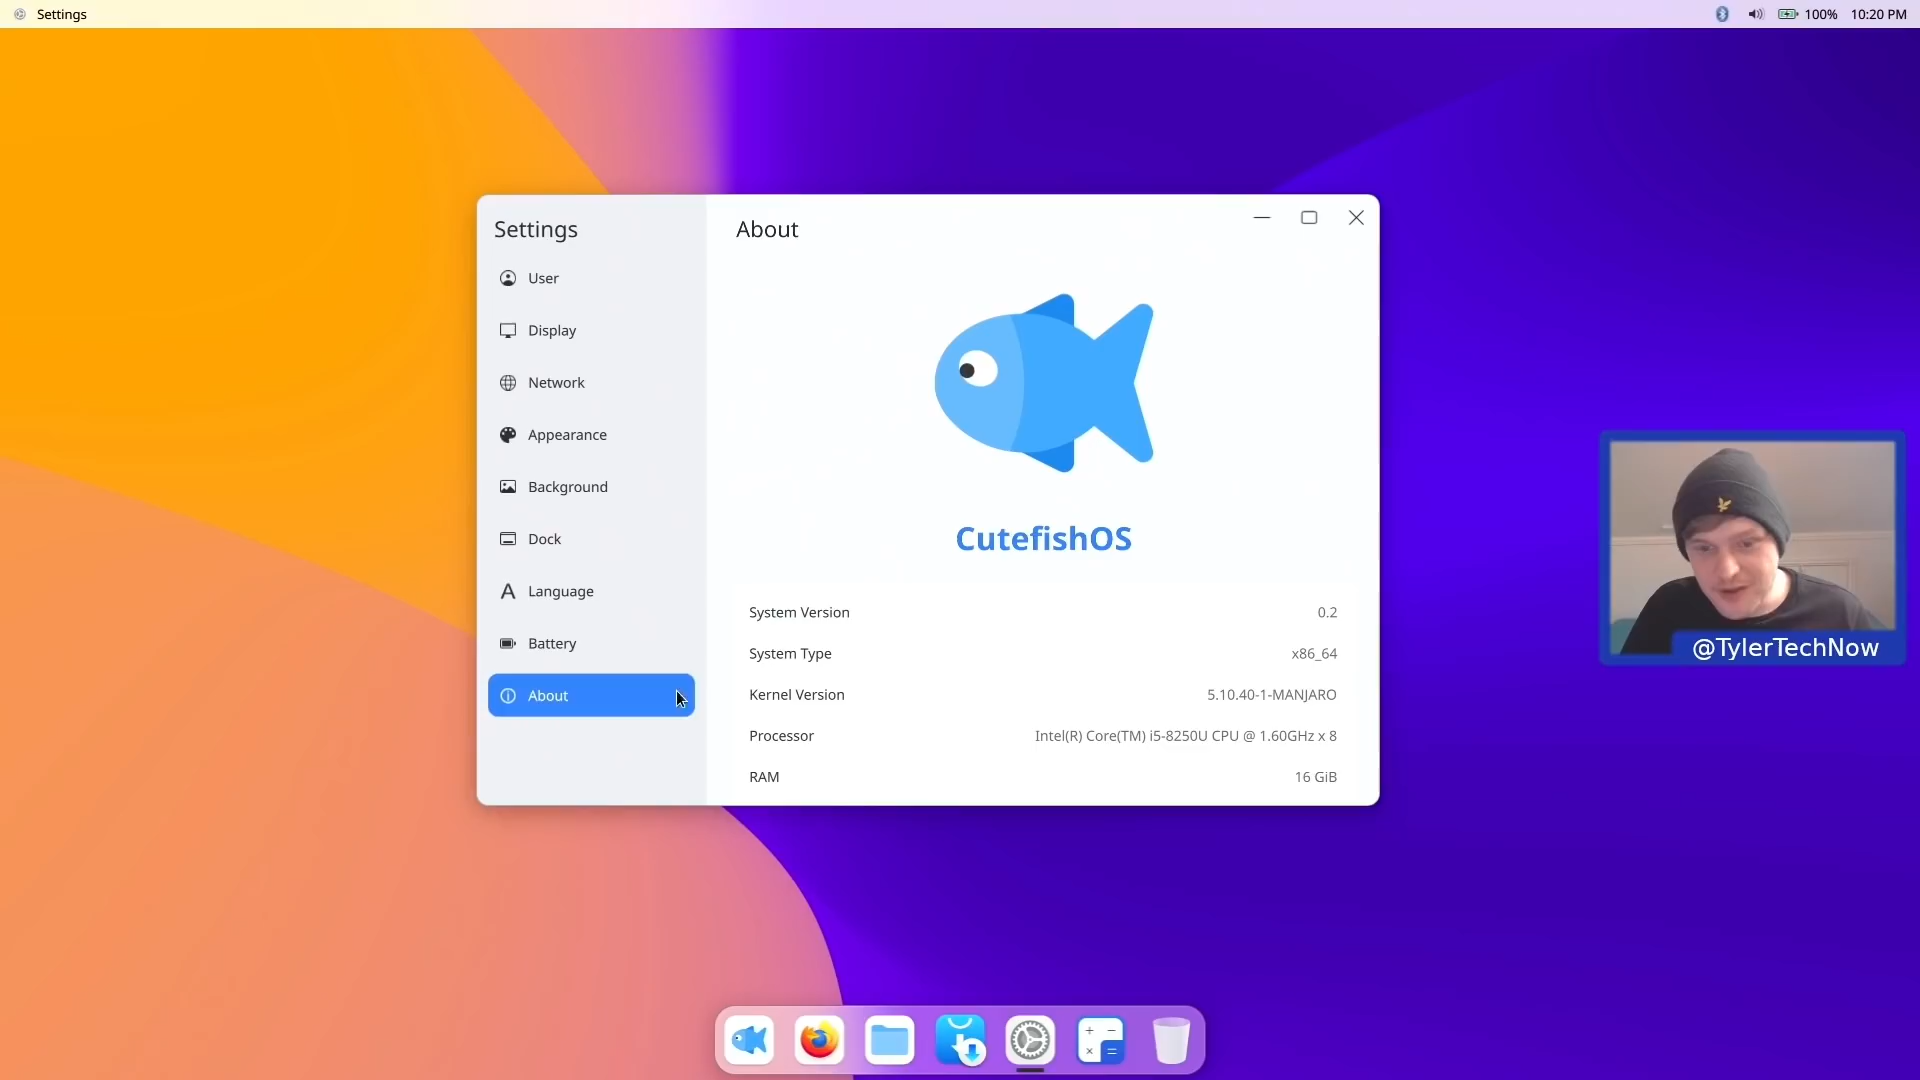 Settings
100% 10:20 PM
Settings
User
Display
Network
Appearance
Background
Dock
Language
Battery
About
About
CutefishOS
System Version 0.2
System Type x86_64
Kernel Version 5.10.40-1-MANJARO
Processor Intel(R) Core(TM) i5-8250U CPU @ 1.60GHz x 8
RAM 16 GiB
@TylerTechNow